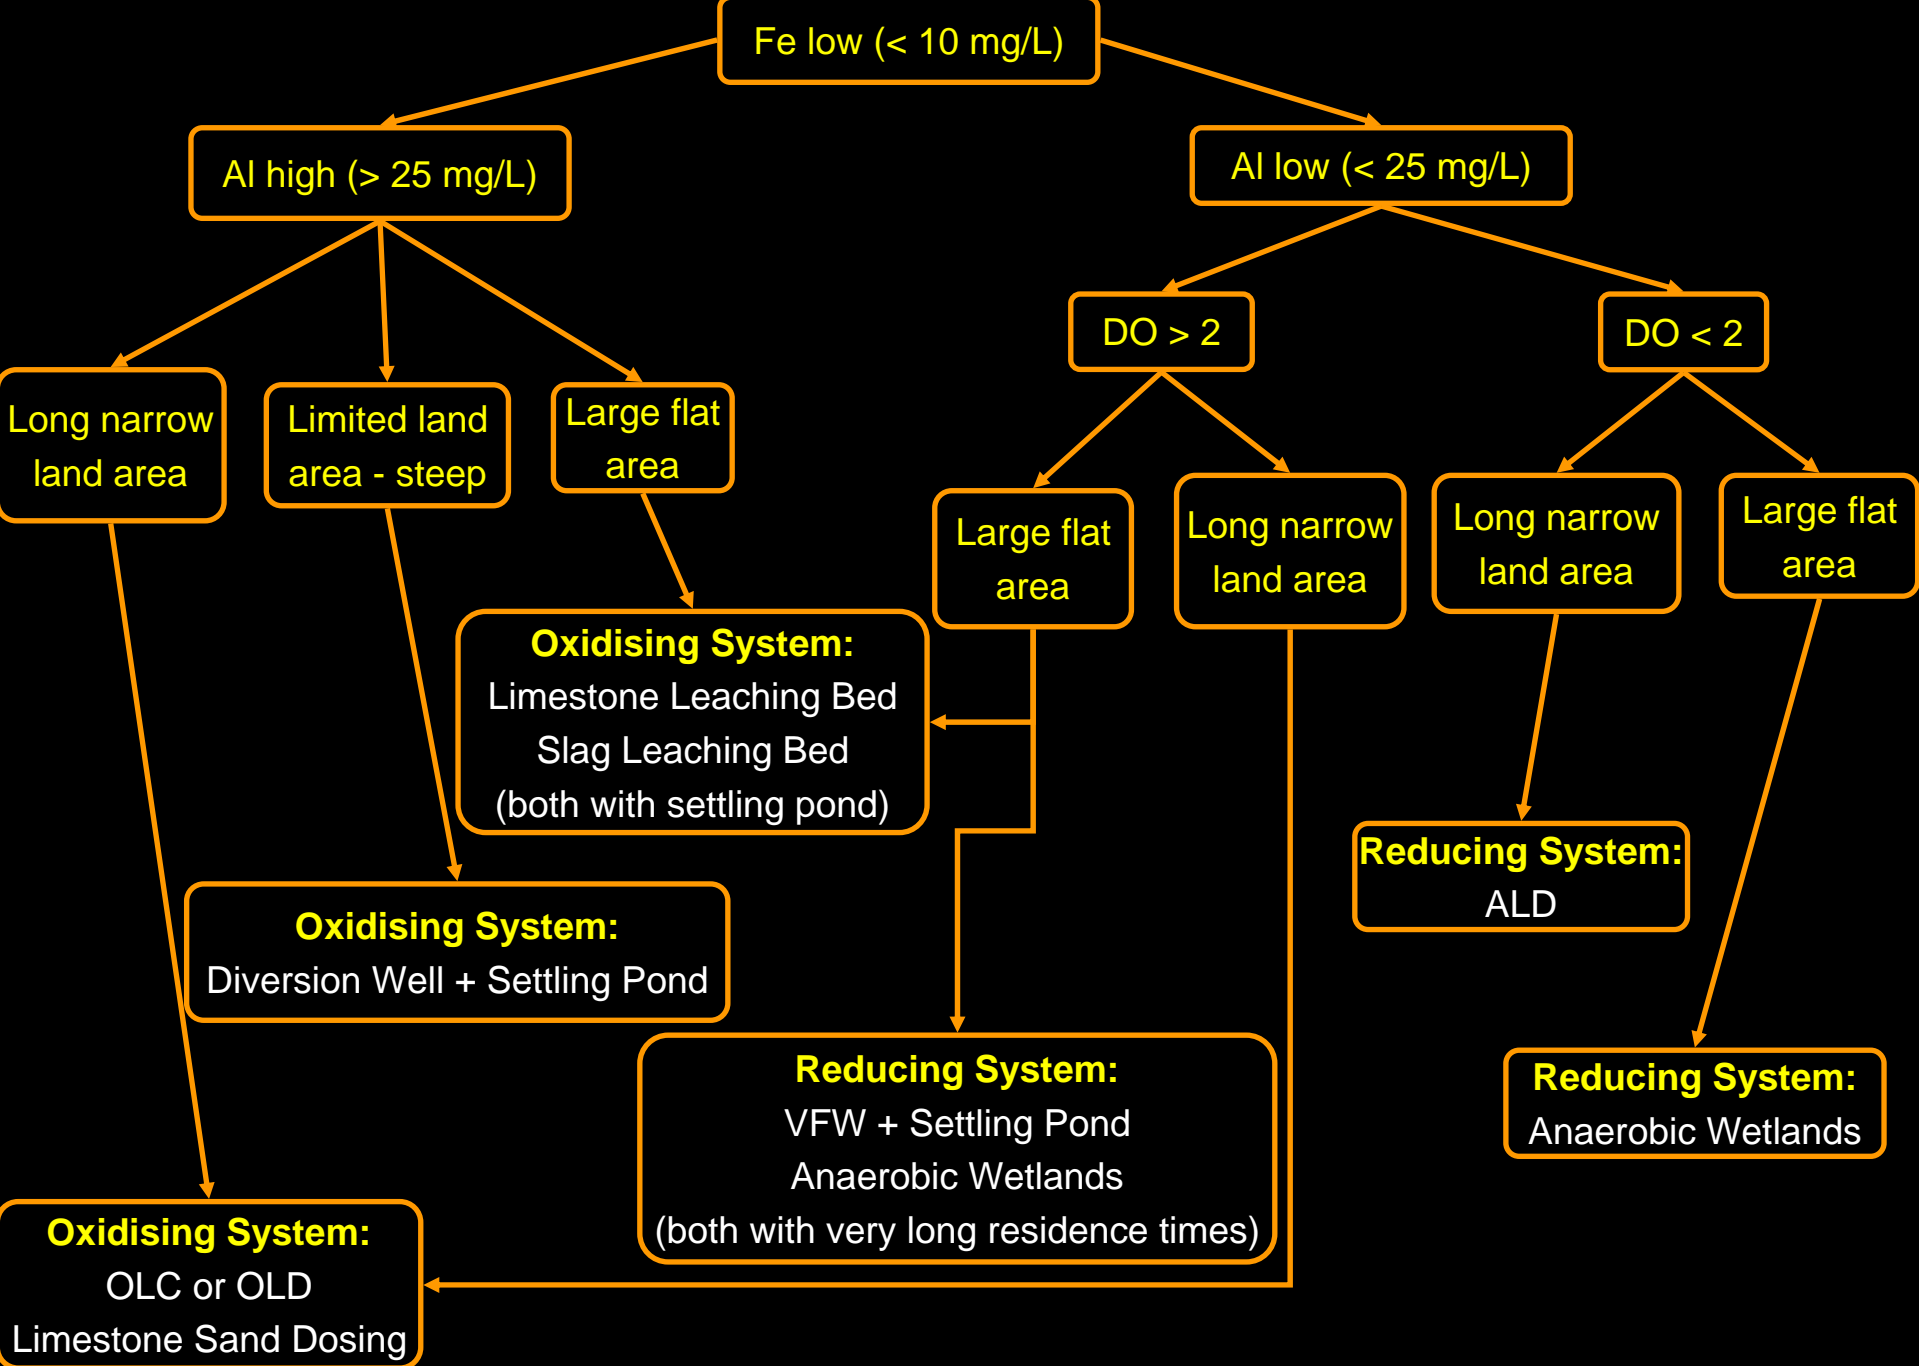 Fe low (< 10 mg/L)
Al high (> 25 mg/L)
Al low (< 25 mg/L)
DO > 2
DO < 2
Long narrow
land area
Limited land
area - steep
Large flat
area
Large flat
area
Long narrow
land area
Long narrow
land area
Large flat
area
Oxidising System:
Limestone Leaching Bed
Slag Leaching Bed
(both with settling pond)
Reducing System:
ALD
Oxidising System:
Diversion Well + Settling Pond
Reducing System:
VFW + Settling Pond
Anaerobic Wetlands
(both with very long residence times)
Reducing System:
Anaerobic Wetlands
Oxidising System:
OLC or OLD
Limestone Sand Dosing